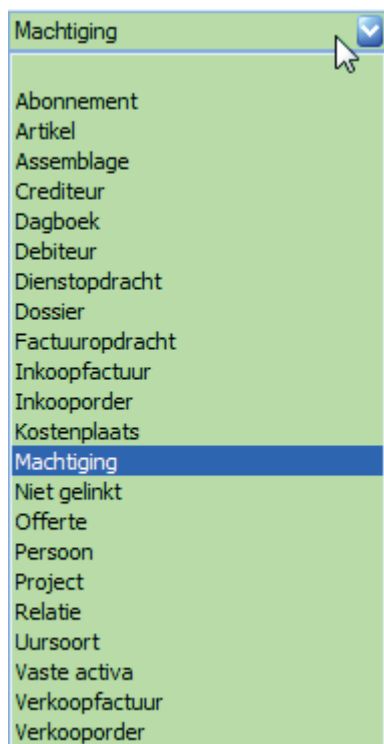 Machtiging
Abonnement
Artikel
Assemblage
Crediteur
Dagboek
Debiteur
Dienstopdracht
Dossier
Factuuropdracht
Inkoopfactuur
Inkooporder
Kostenplaats
Machtiging
Niet gelinkt
Offerte
Persoon
Project
Relatie
Uursoort
Vaste activa
Verkoopfactuur
Verkooporder